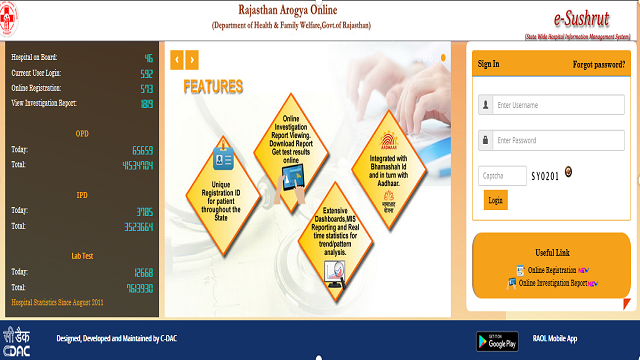 Rajasthan Arogya Online
(Department of Health & Family Welfare,Govt.of Rajasthan)
e-Sushrut
(State Wide Hospital Information Management System)
Hospital on Board: 46
Current User Login: 592
Online Registration: 573
View Investigation Report: 1819
OPD
Today: 65659
Total: 41534704
IPD
Today: 3785
Total: 3523664
Lab Test
Today: 12668
Total: 7613930
Hospital Statistics Since August 2011
FEATURES
Unique
Registration ID
for patient
throughout the
State
Online
Investigation
Report Viewing.
Download Report
Get test results
online
AADHAAR
Integrated with
Bhamashah Id
and in turn with
Aadhaar.
Extensive
Dashboards,MIS
Reporting and Real
time statistics for
trend/pattern
analysis.
Sign In
Forgot password?
Enter Username
Enter Password
Captcha
SY0201
Login
Useful Link
Online Registration NEW
Online Investigation Report NEW
सी डैक
CDAC
Designed, Developed and Maintained by C-DAC
GET IT ON
Google Play
RAOL Mobile App